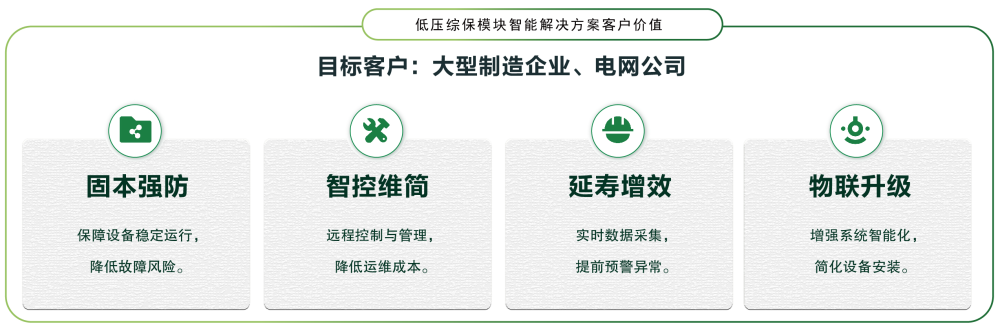 低压综保模块智能解决方案客户价值
目标客户：大型制造企业、电网公司
固本强防
保障设备稳定运行，
降低故障风险。
智控维简
远程控制与管理，
降低运维成本。
延寿增效
实时数据采集，
提前预警异常。
物联升级
增强系统智能化，
简化设备安装。